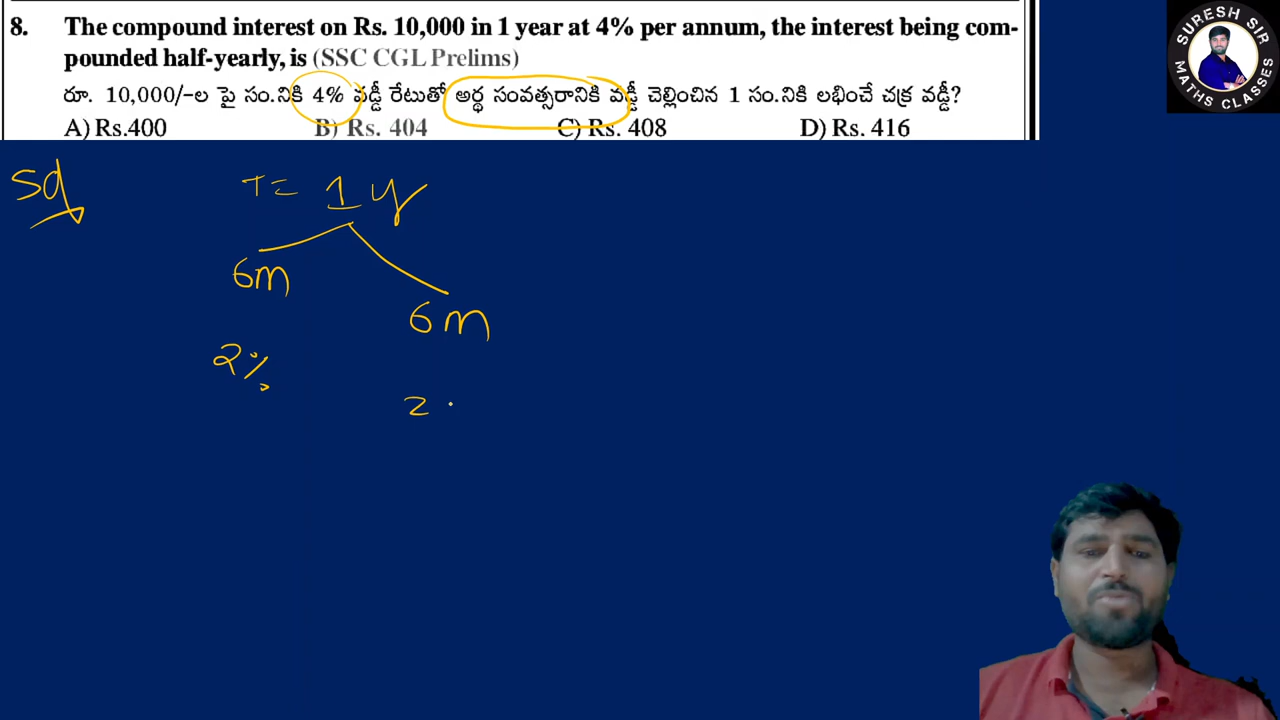 8. The compound interest on Rs. 10,000 in 1 year at 4% per annum, the interest being com-
pounded half-yearly, is (SSC CGL Prelims)
రూ. 10,000/-ల పై సం.నికి 4% వడ్డీ రేటుతో అర్ధ సంవత్సరానికి వడ్డీ చెల్లించిన 1 సం.నికి లభించే చక్ర వడ్డీ?
A) Rs.400 B) Rs. 404 C) Rs. 408 D) Rs. 416
SURESH SIR
MATHS CLASSES
Sol
T = 1 y
6m
6m
2%
2